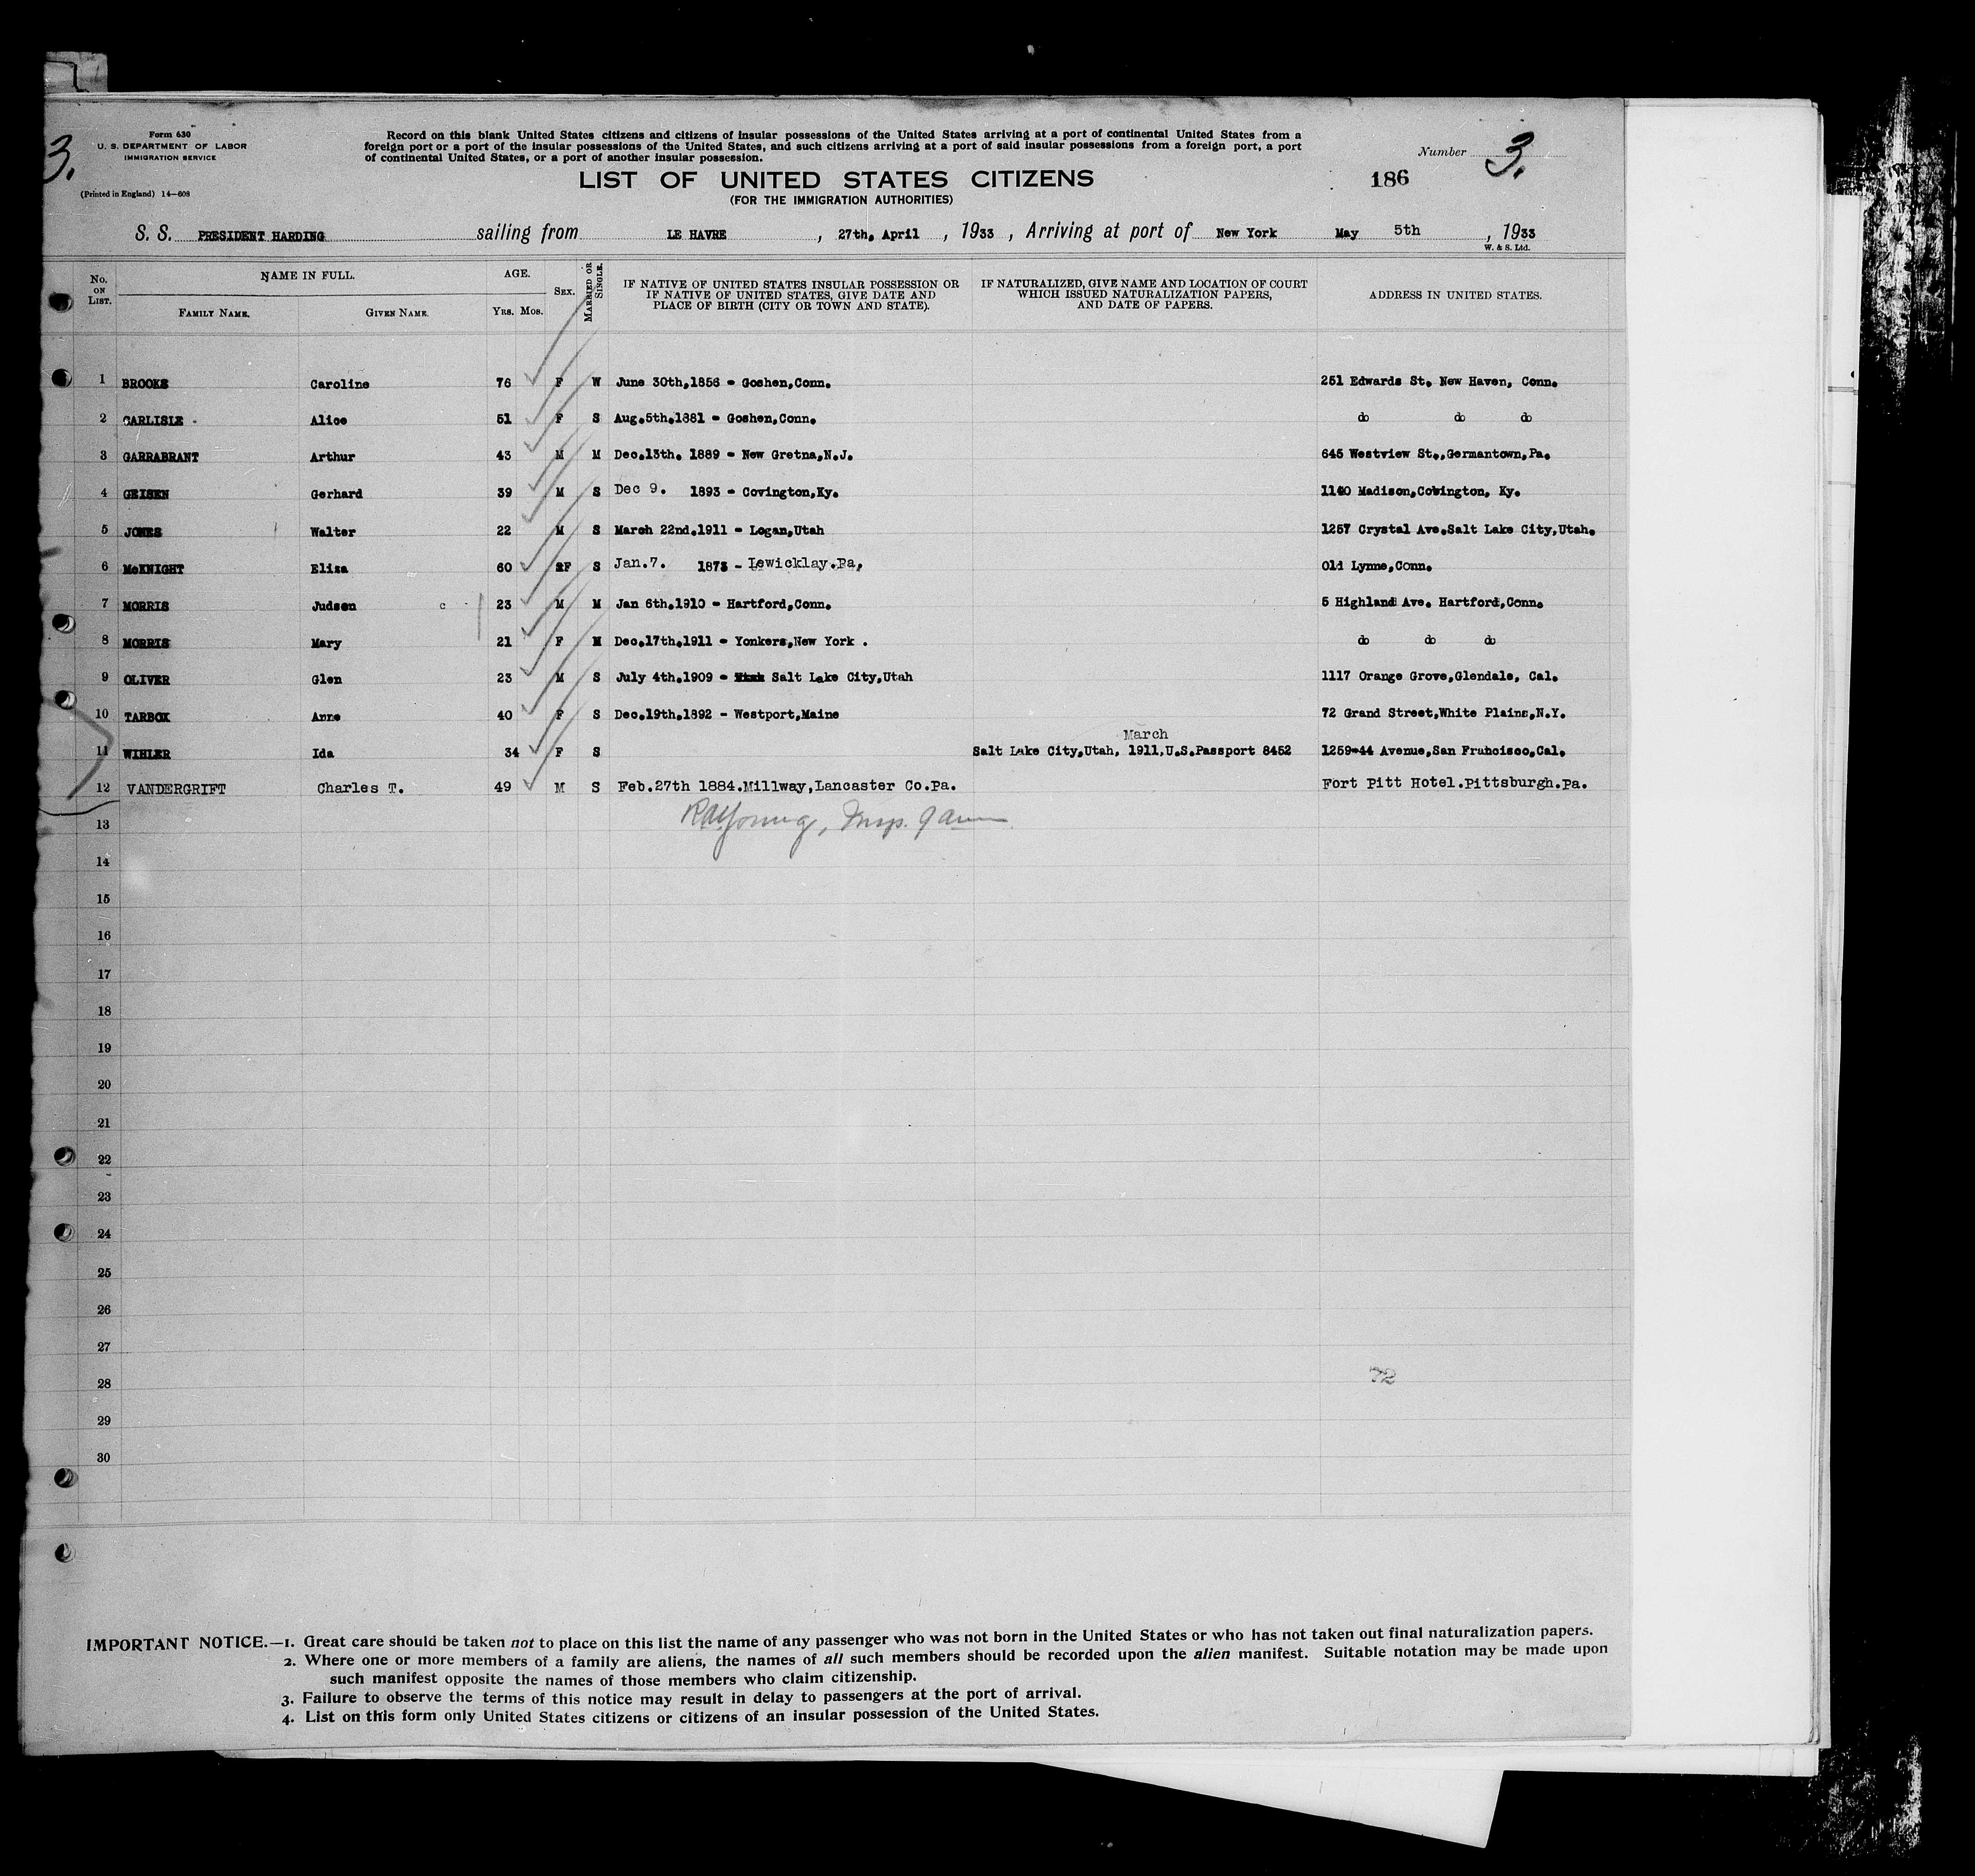 3.
Form 630
U. S. DEPARTMENT OF LABOR
IMMIGRATION SERVICE
(Printed in England) 14—608
Record on this blank United States citizens and citizens of insular possessions of the United States arriving at a port of continental United States from a
foreign port or a port of the insular possessions of the United States, and such citizens arriving at a port of said insular possessions from a foreign port, a port
of continental United States, or a port of another insular possession.
Number 3.
LIST OF UNITED STATES CITIZENS
186
(FOR THE IMMIGRATION AUTHORITIES)
S. S. PRESIDENT HARDING sailing from LE HAVRE, 27th, April, 1933, Arriving at port of New York May 5th, 1933
W. & S. Ltd.
No. ON LIST. NAME IN FULL. FAMILY NAME. GIVEN NAME. AGE. YRS. MOS. SEX. MARRIED OR SINGLE. IF NATIVE OF UNITED STATES INSULAR POSSESSION OR IF NATIVE OF UNITED STATES, GIVE DATE AND PLACE OF BIRTH (CITY OR TOWN AND STATE). IF NATURALIZED, GIVE NAME AND LOCATION OF COURT WHICH ISSUED NATURALIZATION PAPERS, AND DATE OF PAPERS. ADDRESS IN UNITED STATES.
1 BROOKS Caroline 76 F W June 30th,1856 - Goshen,Conn. 251 Edwards St. New Haven, Conn.
2 CARLISLE - Alice 51 F S Aug.5th.1881 - Goshen,Conn. do do do
3 GARRABRANT Arthur 43 M M Dec.13th. 1889 - New Gretna,N.J. 645 Westview St.,Germantown,Pa.
4 GEISEN Gerhard 39 M S Dec 9. 1893 - Covington,Ky. 1140 Madison,Covington, Ky.
5 JONES Walter 22 M S March 22nd.1911 - Logan,Utah 1257 Crystal Ave.Salt Lake City,Utah.
6 McKNIGHT Eliza 60 F S Jan.7. 1873 - Lewicklay.Pa, Old Lynne,Conn.
7 MORRIS Judson c 23 M M Jan 6th.1910 - Hartford,Conn. 5 Highland Ave. Hartford,Conn.
8 MORRIS Mary 21 F M Dec.17th.1911 - Yonkers,New York . do do do
9 OLIVER Glen 23 M S July 4th.1909 - Salt Lake City,Utah 1117 Orange Grove,Glendale, Cal.
10 TARBOX Anne 40 F S Dec.19th.1892 - Westport,Maine 72 Grand Street,White Plains,N.Y.
March
11 WIHLER Ida 34 F S Salt Lake City,Utah, 1911,U.S.Passport 8452 1259-44 Avenue,San Francisco,Cal.
12 VANDERGRIFT Charles T. 49 M S Feb.27th 1884.Millway,Lancaster Co.Pa. Fort Pitt Hotel.Pittsburgh.Pa.
Young, Insp.
13
14
15
16
17
18
19
20
21
22
23
24
25
26
27
72
28
29
30
IMPORTANT NOTICE.—1. Great care should be taken not to place on this list the name of any passenger who was not born in the United States or who has not taken out final naturalization papers.
2. Where one or more members of a family are aliens, the names of all such members should be recorded upon the alien manifest. Suitable notation may be made upon
such manifest opposite the names of those members who claim citizenship.
3. Failure to observe the terms of this notice may result in delay to passengers at the port of arrival.
4. List on this form only United States citizens or citizens of an insular possession of the United States.